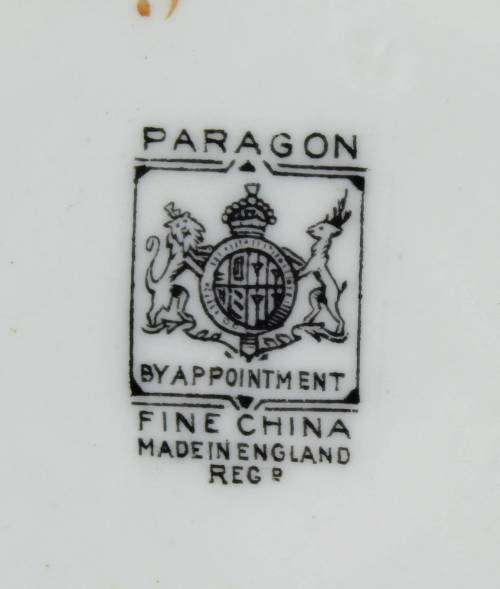 PARAGON
BY APPOINTMENT
FINE CHINA
MADE IN ENGLAND
REGD